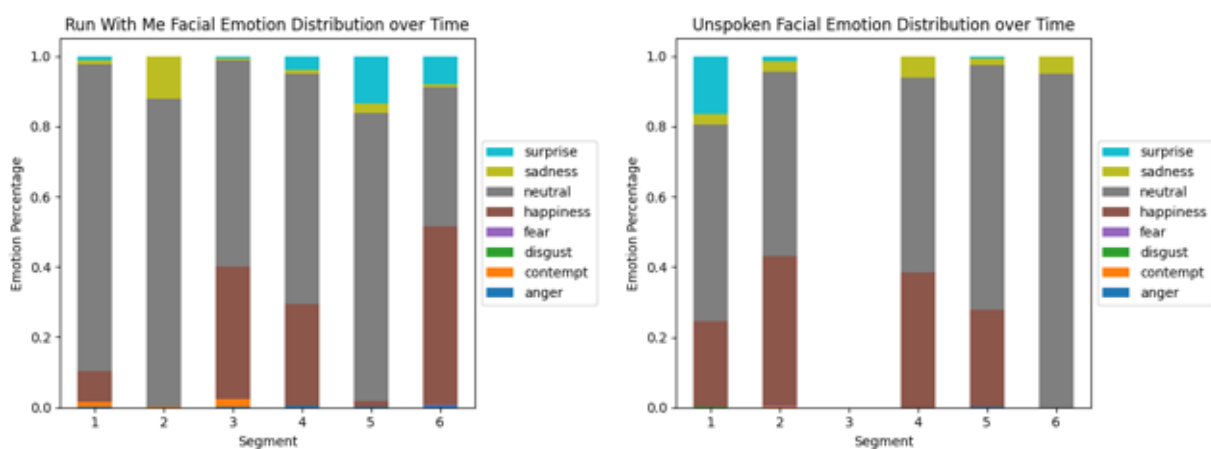 Run With Me Facial Emotion Distribution over Time
Emotion Percentage
1.0
0.8
0.6
0.4
0.2
0.0
1 2 3 4 5 6
Segment
surprise
sadness
neutral
happiness
fear
disgust
contempt
anger
Unspoken Facial Emotion Distribution over Time
Emotion Percentage
1.0
0.8
0.6
0.4
0.2
0.0
1 2 3 4 5 6
Segment
surprise
sadness
neutral
happiness
fear
disgust
contempt
anger